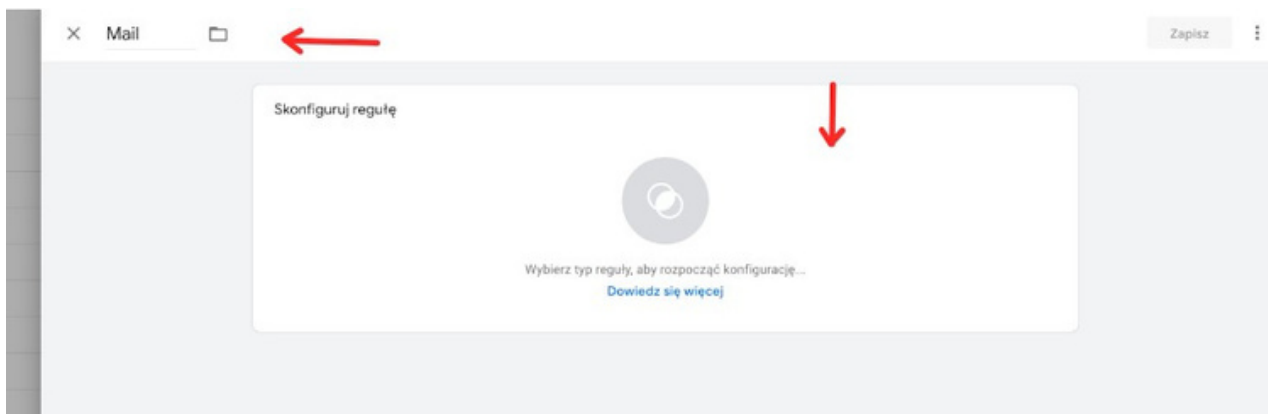 Mail
Zapisz
Skonfiguruj regułę
Wybierz typ reguły, aby rozpocząć konfigurację...
Dowiedz się więcej